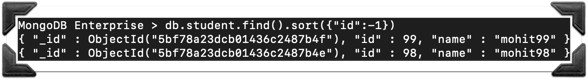 MongoDB Enterprise > db.student.find().sort({"id":-1})
{ "_id" : ObjectId("5bf78a23dcb01436c2487b4f"), "id" : 99, "name" : "mohit99" }
{ "_id" : ObjectId("5bf78a23dcb01436c2487b4e"), "id" : 98, "name" : "mohit98" }